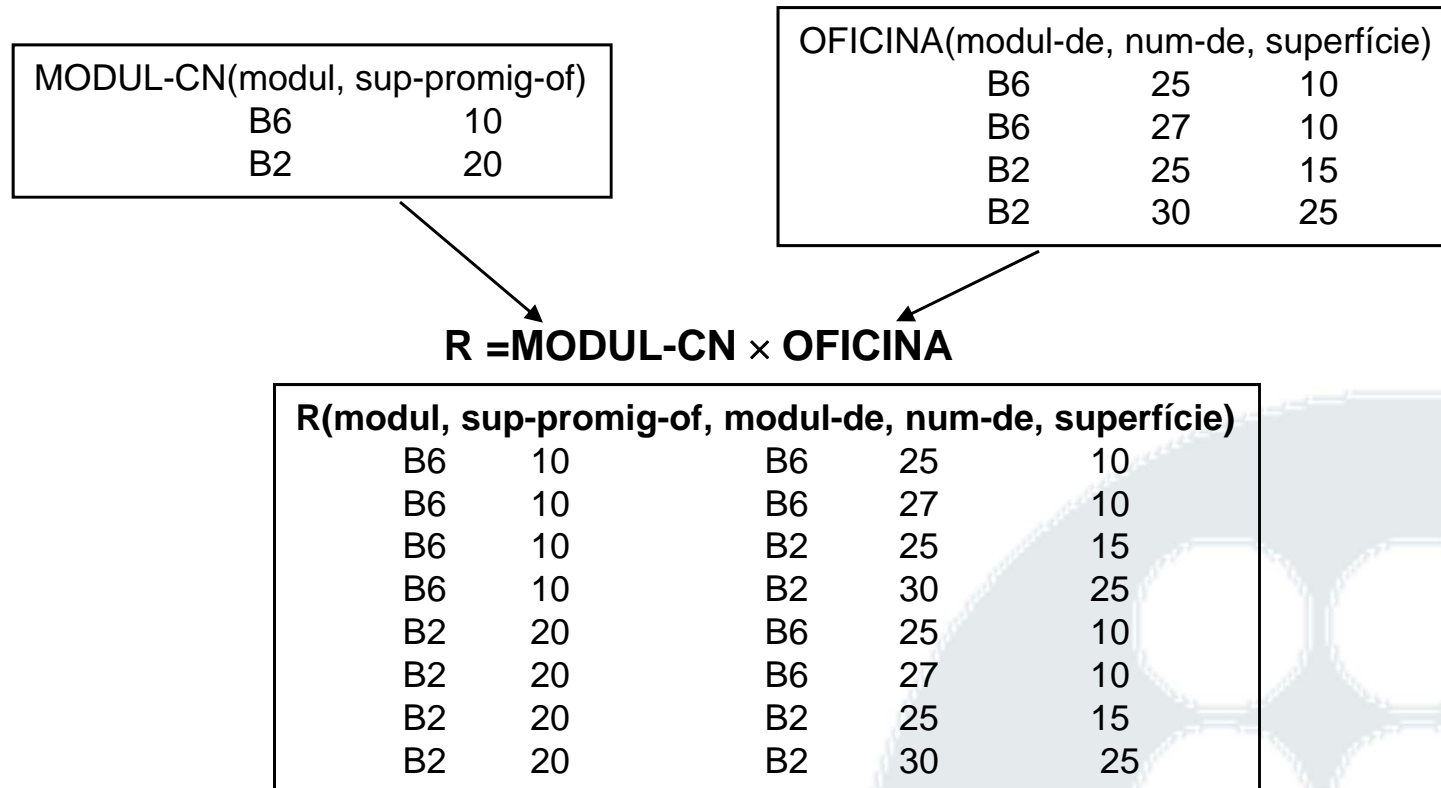 MODUL-CN(modul, sup-promig-of)
B6 10
B2 20
OFICINA(modul-de, num-de, superfície)
B6 25 10
B6 27 10
B2 25 15
B2 30 25
R =MODUL-CN × OFICINA
R(modul, sup-promig-of, modul-de, num-de, superfície)
B6 10 B6 25 10
B6 10 B6 27 10
B6 10 B2 25 15
B6 10 B2 30 25
B2 20 B6 25 10
B2 20 B6 27 10
B2 20 B2 25 15
B2 20 B2 30 25